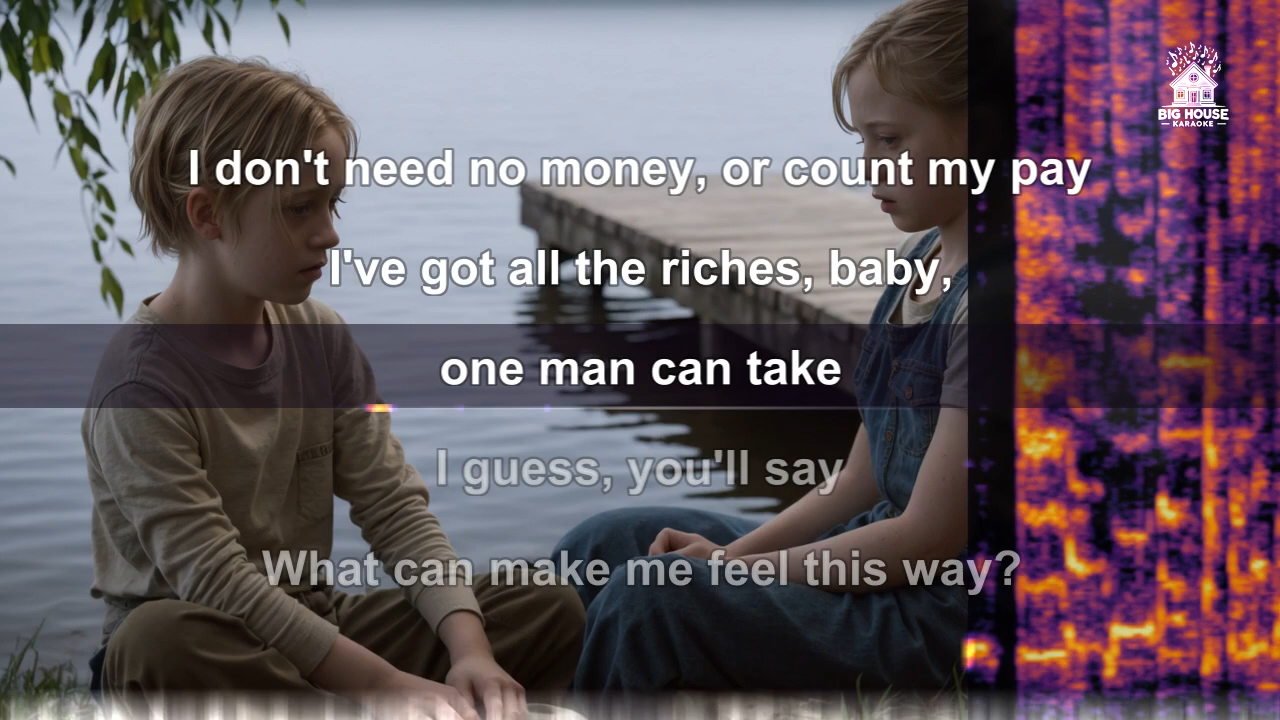 BIG HOUSE
KARAOKE
I don't need no money, or count my pay
I've got all the riches, baby,
one man can take
I guess, you'll say
What can make me feel this way?